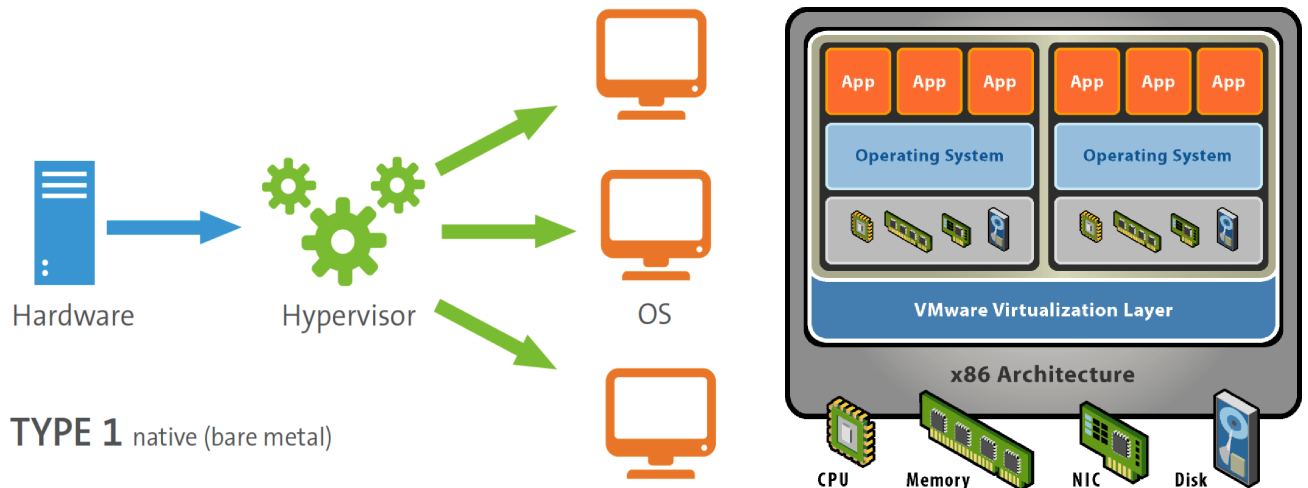 Hardware
Hypervisor
OS
TYPE 1 native (bare metal)
App App App App App App
Operating System Operating System
VMware Virtualization Layer
x86 Architecture
CPU Memory NIC Disk